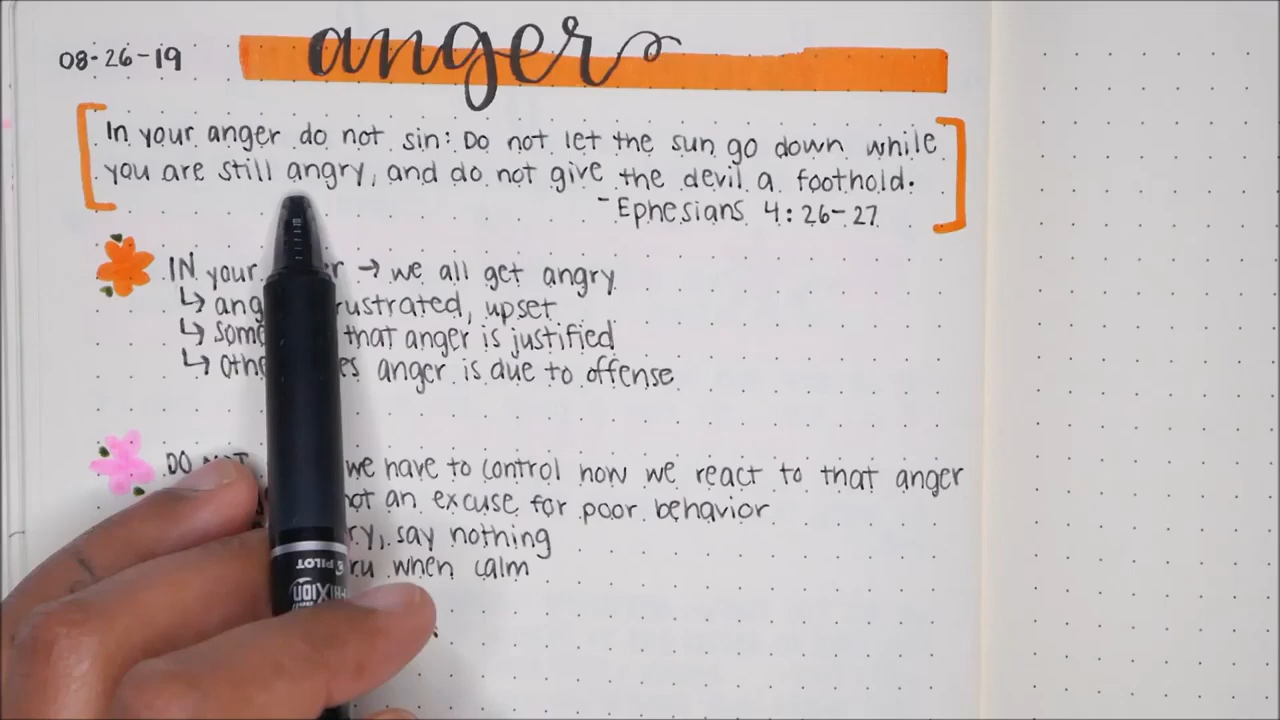 08-26-19
anger
In your anger do not sin: Do not let the sun go down while
you are still angry, and do not give the devil a foothold.
-Ephesians 4:26-27
IN your → we all get angry
↳ frustrated, upset
↳ that anger is justified
↳ anger is due to offense
DO we have to control how we react to that anger
not an excuse for poor behavior
say nothing
when calm
PILOT
FRIXION